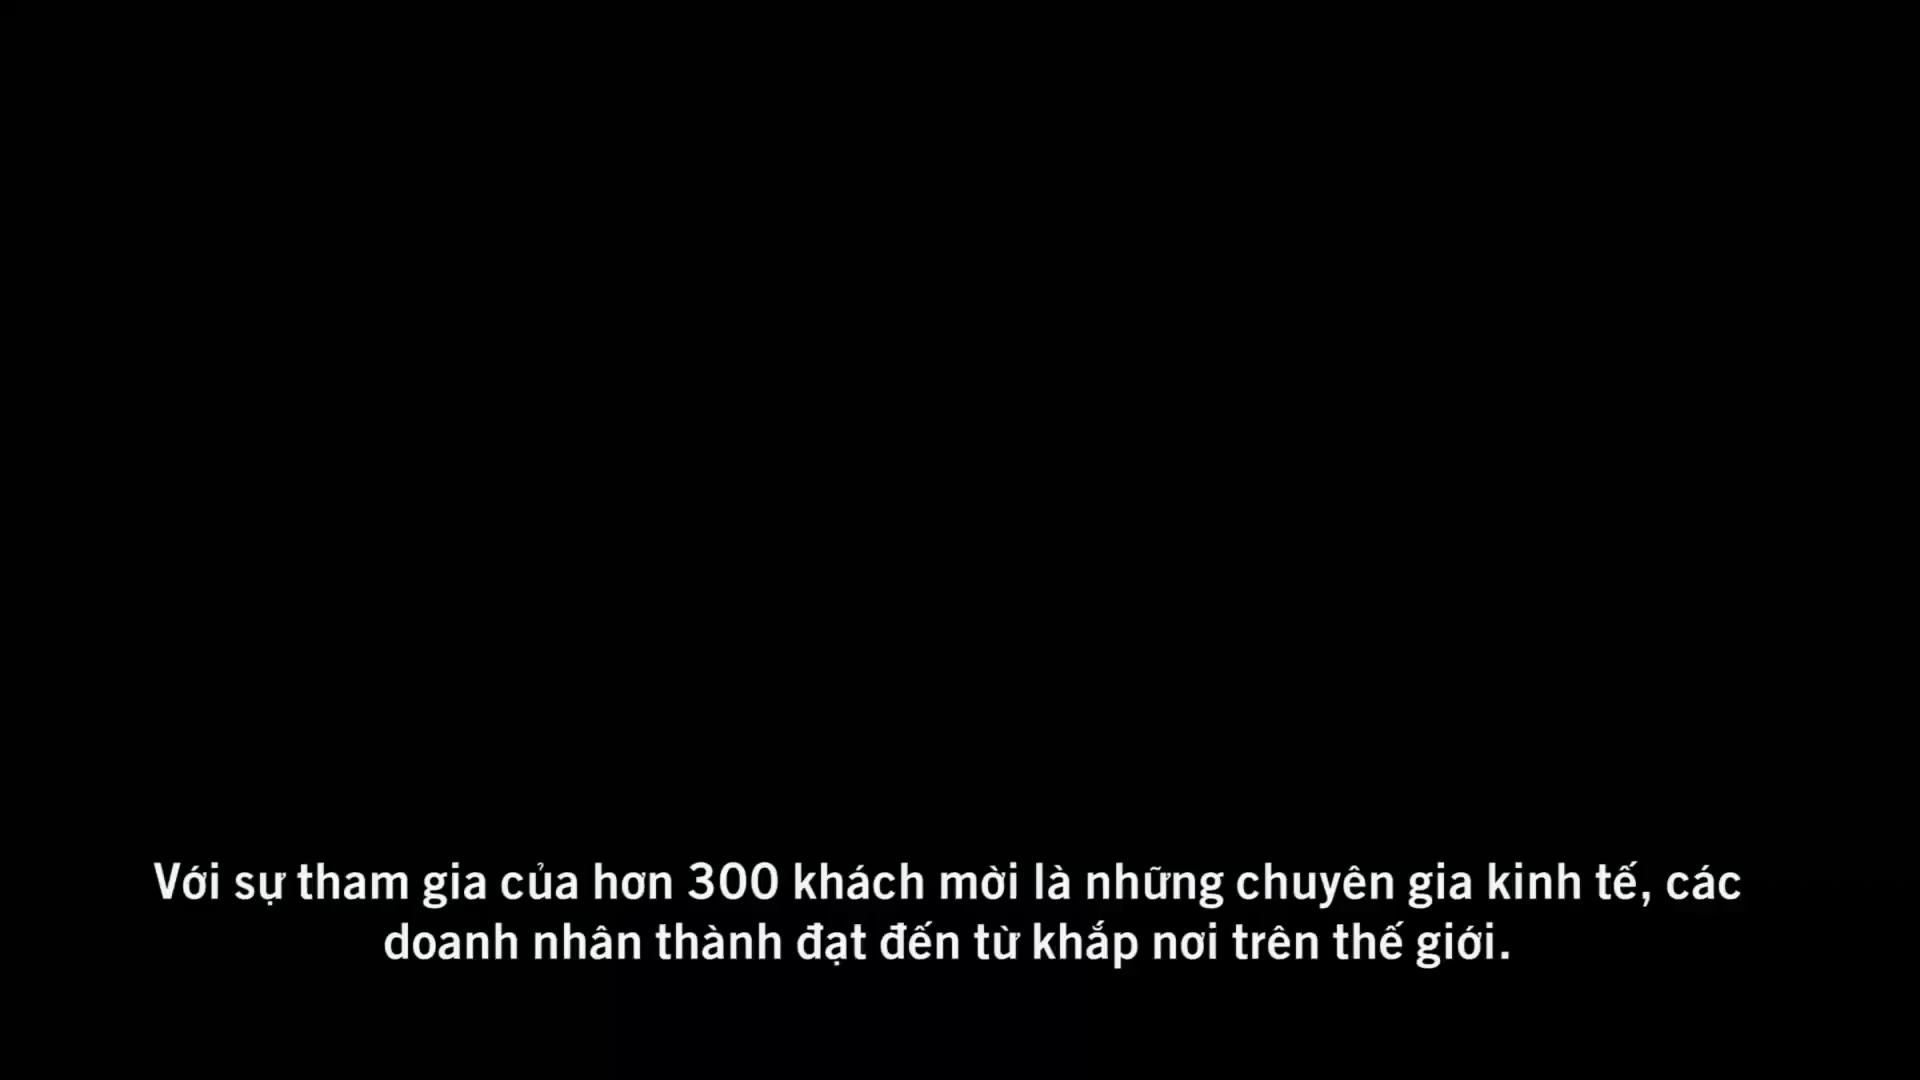 Với sự tham gia của hơn 300 khách mời là những chuyên gia kinh tế, các
doanh nhân thành đạt đến từ khắp nơi trên thế giới.